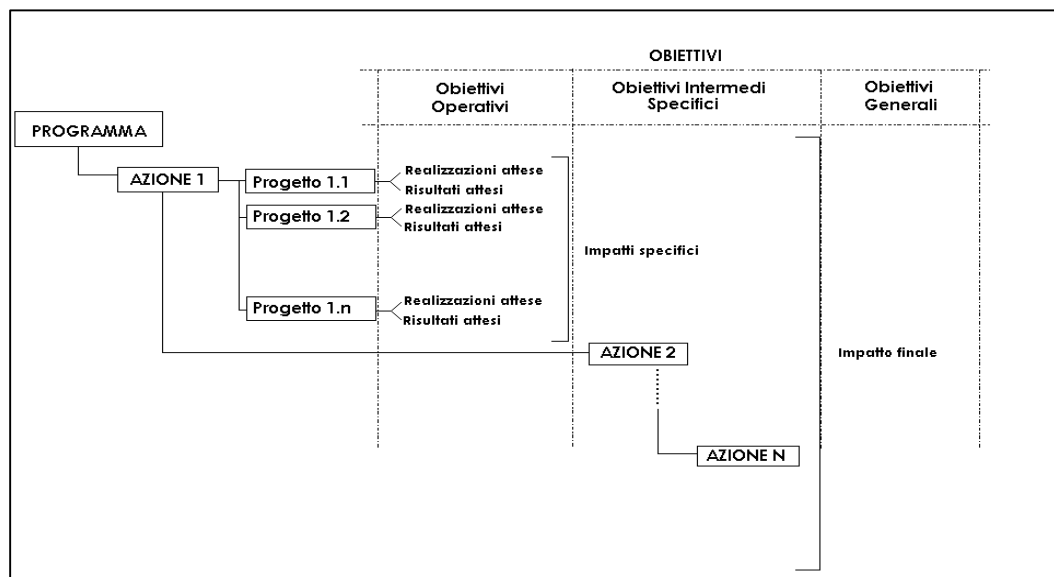 OBIETTIVI
Obiettivi
Operativi
Obiettivi Intermedi
Specifici
Obiettivi
Generali
PROGRAMMA
AZIONE 1
Progetto 1.1
Realizzazioni attese
Risultati attesi
Progetto 1.2
Realizzazioni attese
Risultati attesi
Impatti specifici
Progetto 1.n
Realizzazioni attese
Risultati attesi
AZIONE 2
Impatto finale
AZIONE N